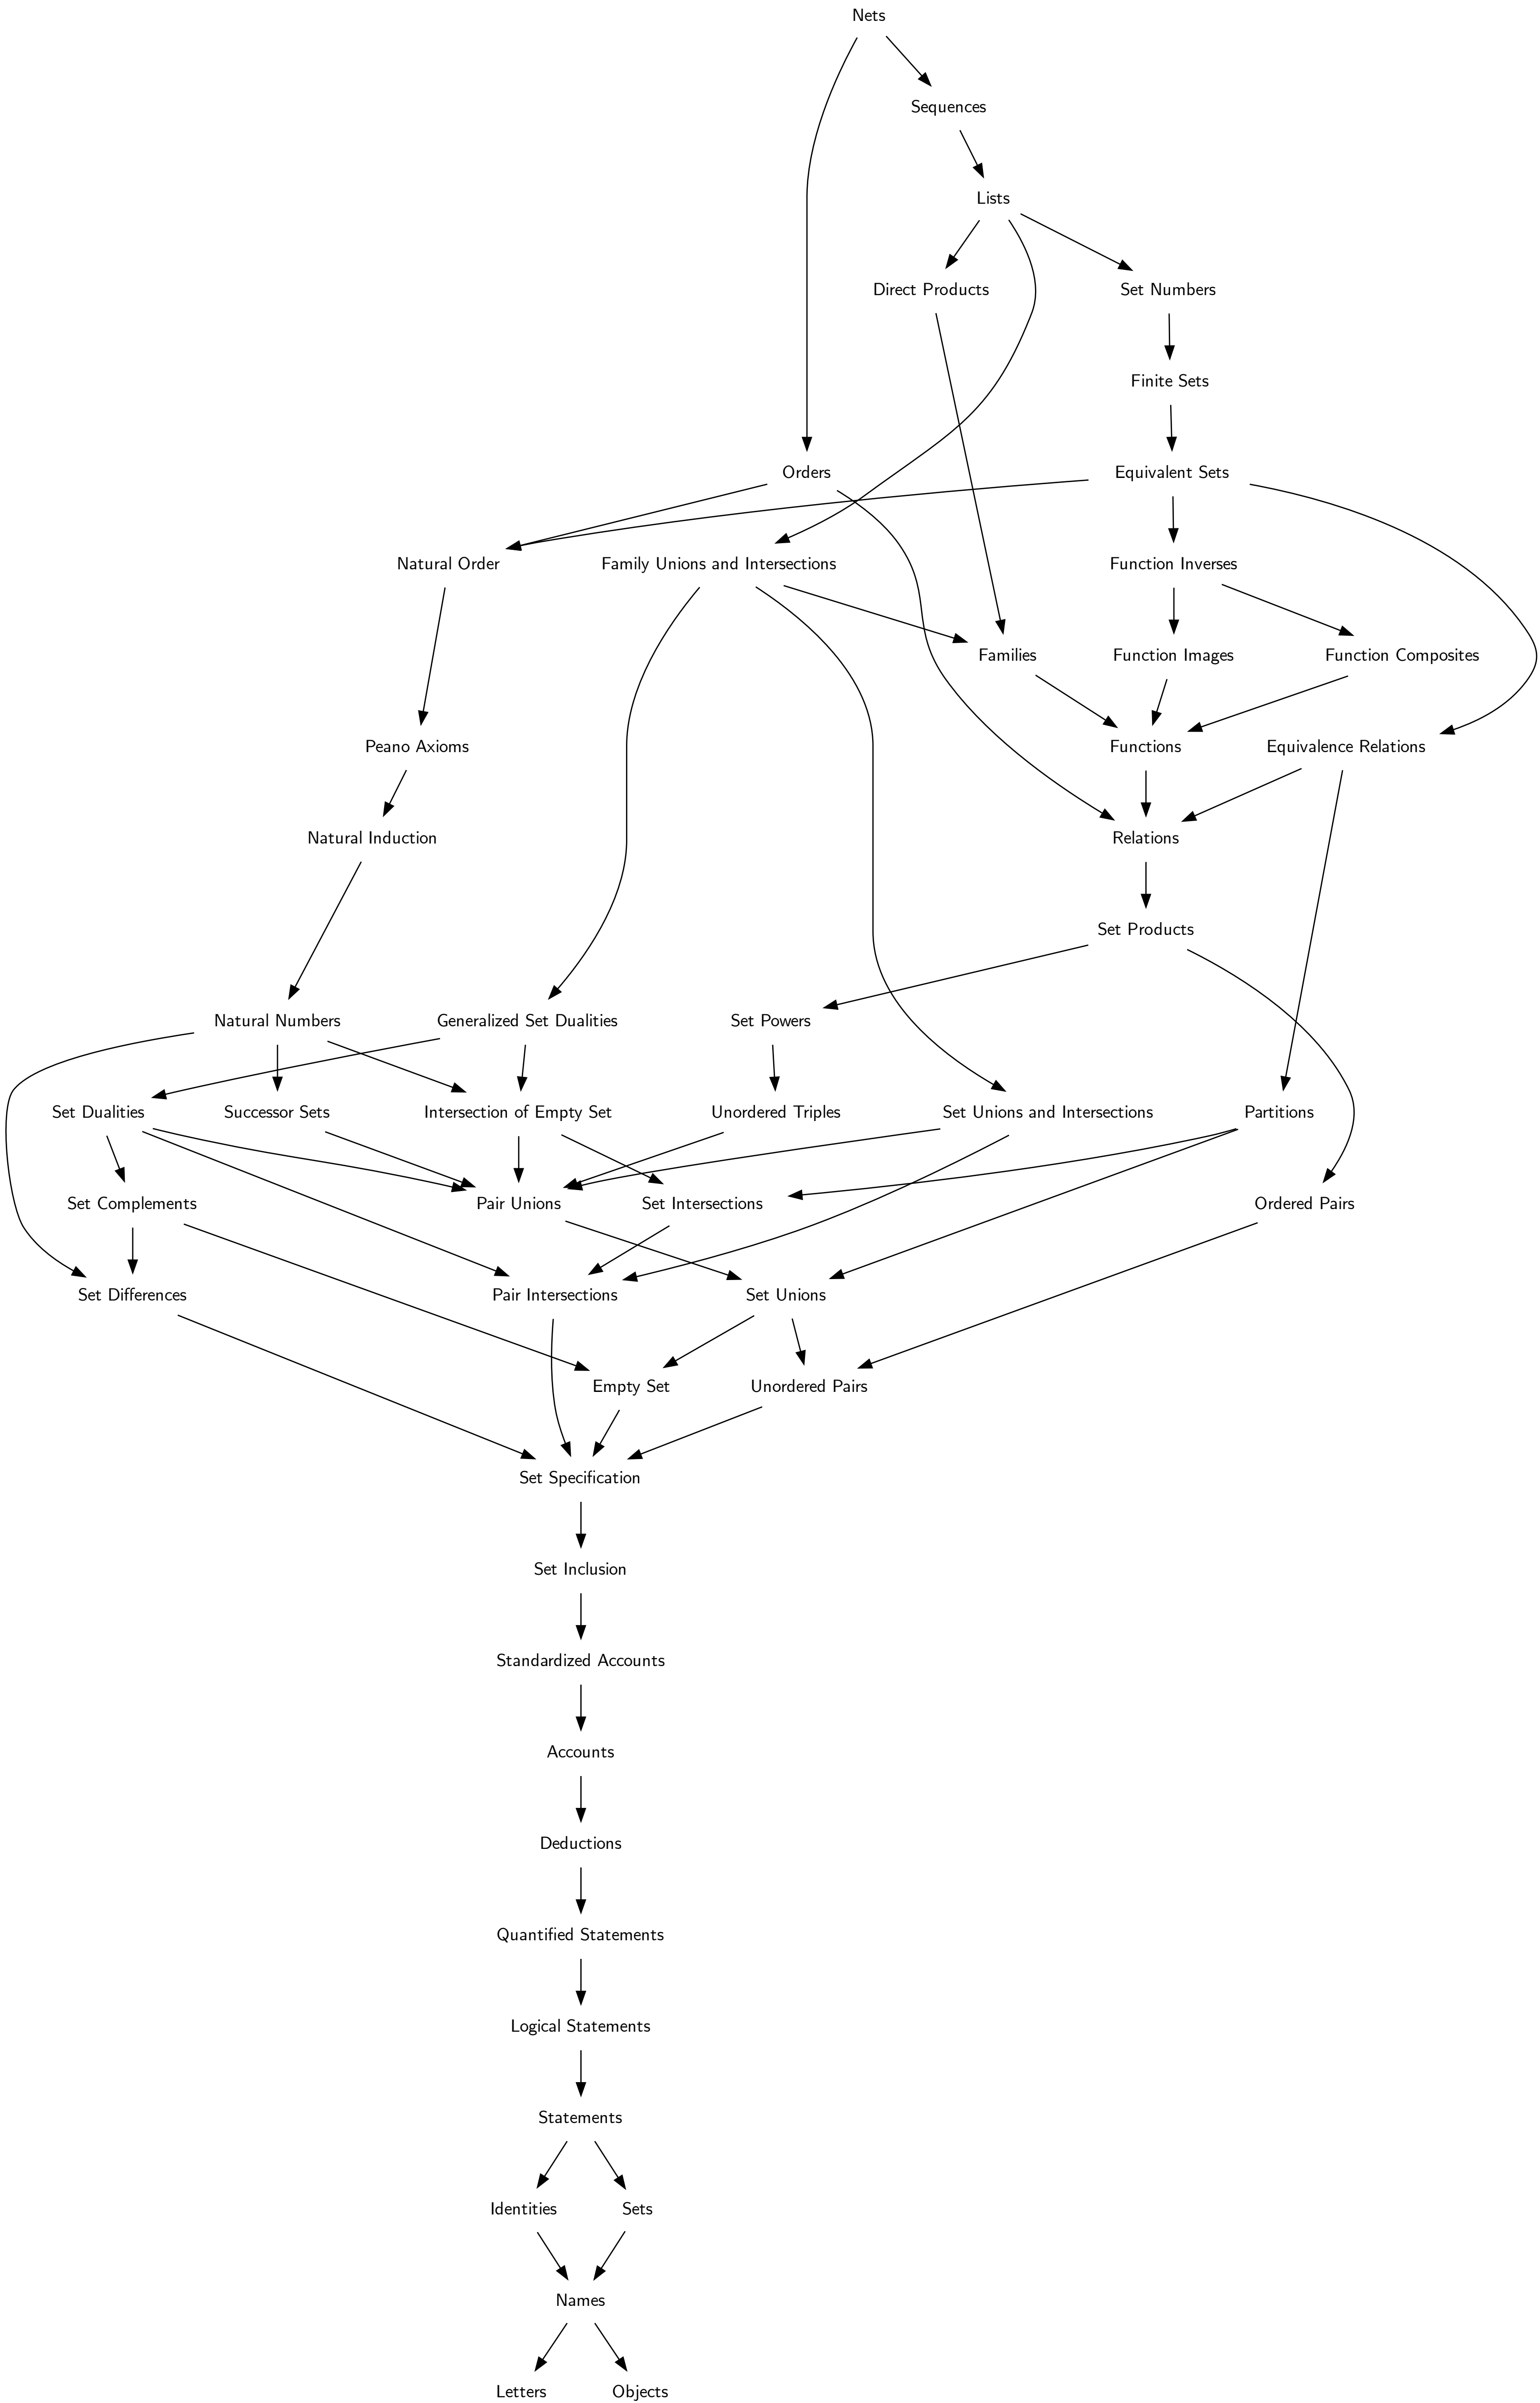 Nets
Sequences
Lists
Direct Products
Set Numbers
Finite Sets
Orders
Equivalent Sets
Natural Order
Family Unions and Intersections
Function Inverses
Families
Function Images
Function Composites
Peano Axioms
Functions
Equivalence Relations
Natural Induction
Relations
Set Products
Natural Numbers
Generalized Set Dualities
Set Powers
Set Dualities
Successor Sets
Intersection of Empty Set
Unordered Triples
Set Unions and Intersections
Partitions
Set Complements
Pair Unions
Set Intersections
Ordered Pairs
Set Differences
Pair Intersections
Set Unions
Empty Set
Unordered Pairs
Set Specification
Set Inclusion
Standardized Accounts
Accounts
Deductions
Quantified Statements
Logical Statements
Statements
Identities
Sets
Names
Letters
Objects